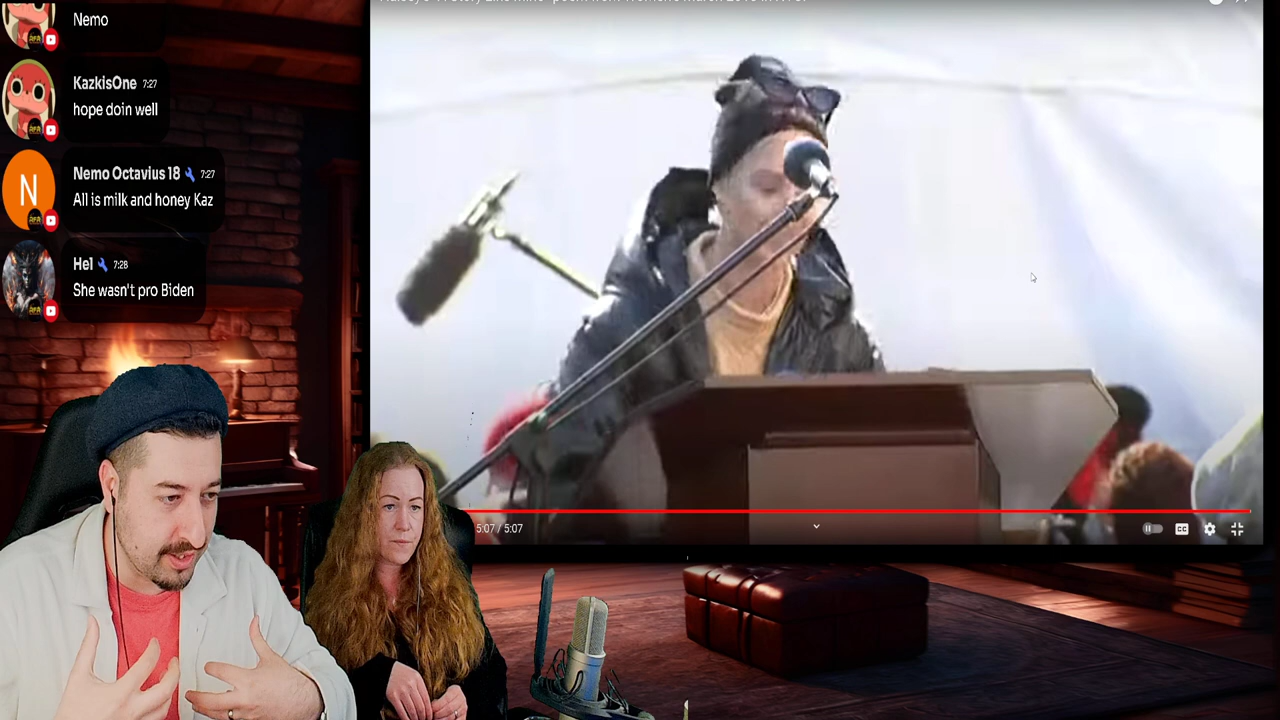 Nemo
KazkisOne 7:27
hope doin well
Nemo Octavius 18 7:27
All is milk and honey Kaz
N
Hel 7:28
She wasn't pro Biden
5:07 / 5:07
CC